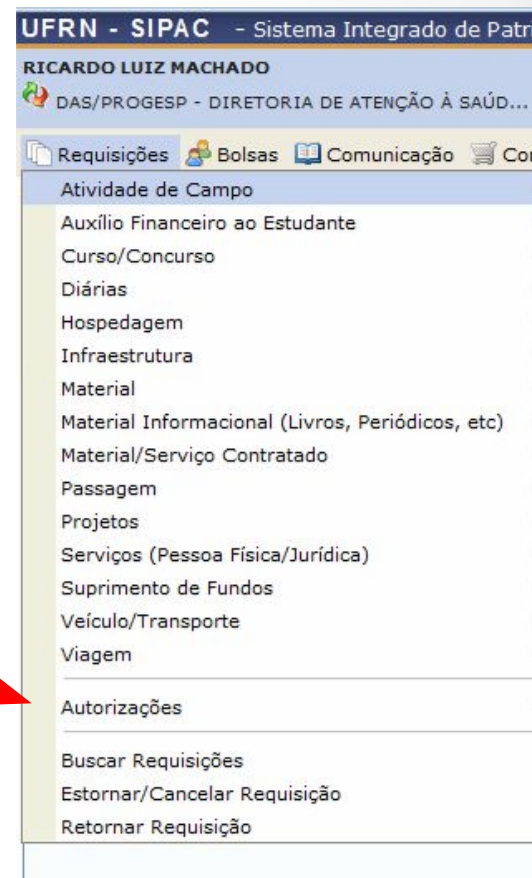 UFRN - SIPAC - Sistema Integrado de Patri
RICARDO LUIZ MACHADO
DAS/PROGESP - DIRETORIA DE ATENÇÃO À SAÚD...
Requisições Bolsas Comunicação Co
Atividade de Campo
Auxílio Financeiro ao Estudante
Curso/Concurso
Diárias
Hospedagem
Infraestrutura
Material
Material Informacional (Livros, Periódicos, etc)
Material/Serviço Contratado
Passagem
Projetos
Serviços (Pessoa Física/Jurídica)
Suprimento de Fundos
Veículo/Transporte
Viagem
Autorizações
Buscar Requisições
Estornar/Cancelar Requisição
Retornar Requisição